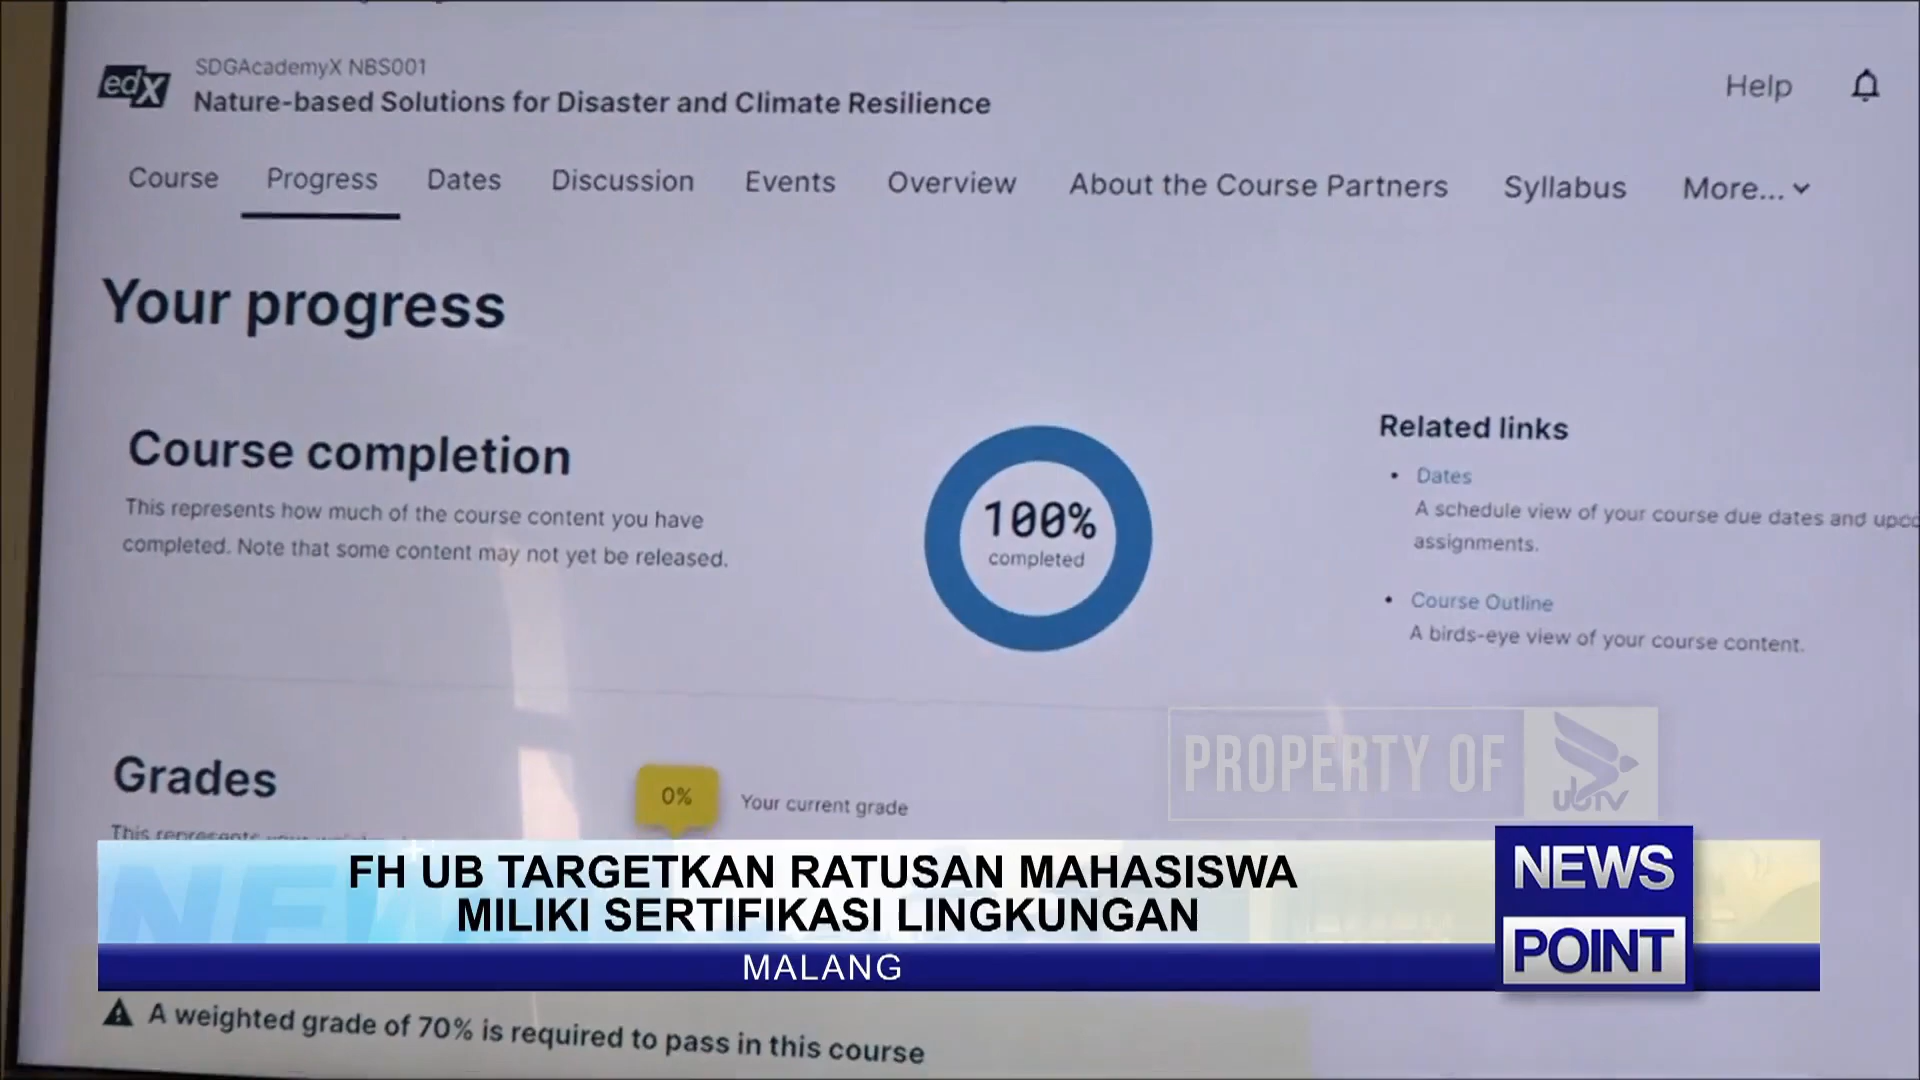 edX
SDGAcademyX NBS001
Nature-based Solutions for Disaster and Climate Resilience
Help
Course Progress Dates Discussion Events Overview About the Course Partners Syllabus More...
Your progress
Course completion
This represents how much of the course content you have
completed. Note that some content may not yet be released.
100%
completed
Related links
• Dates
A schedule view of your course due dates and
assignments.
• Course Outline
A birds-eye view of your course content.
PROPERTY OF UBTV
Grades
0%
Your current grade
This represents
FH UB TARGETKAN RATUSAN MAHASISWA
MILIKI SERTIFIKASI LINGKUNGAN
MALANG
NEWS
POINT
A weighted grade of 70% is required to pass in this course